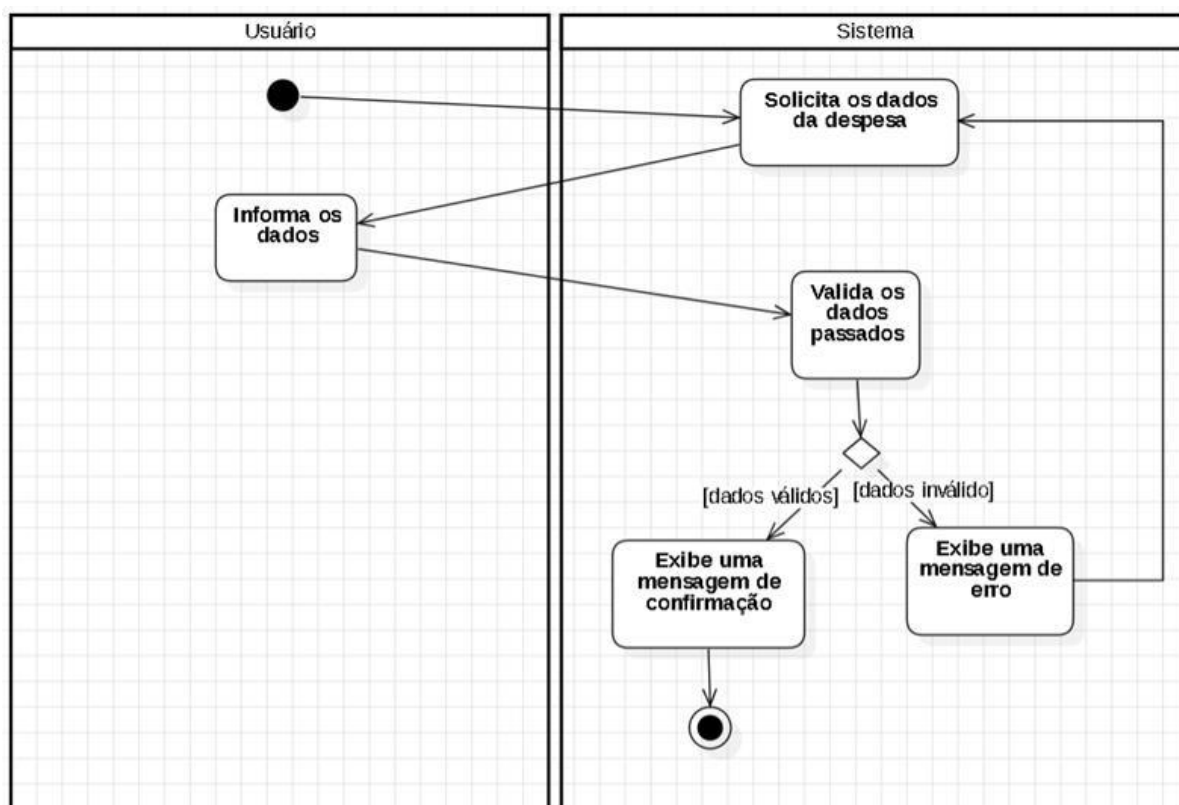 Usuário
Sistema
Solicita os dados
da despesa
Informa os
dados
Valida os
dados
passados
[dados válidos]
[dados inválido]
Exibe uma
mensagem de
confirmação
Exibe uma
mensagem de
erro